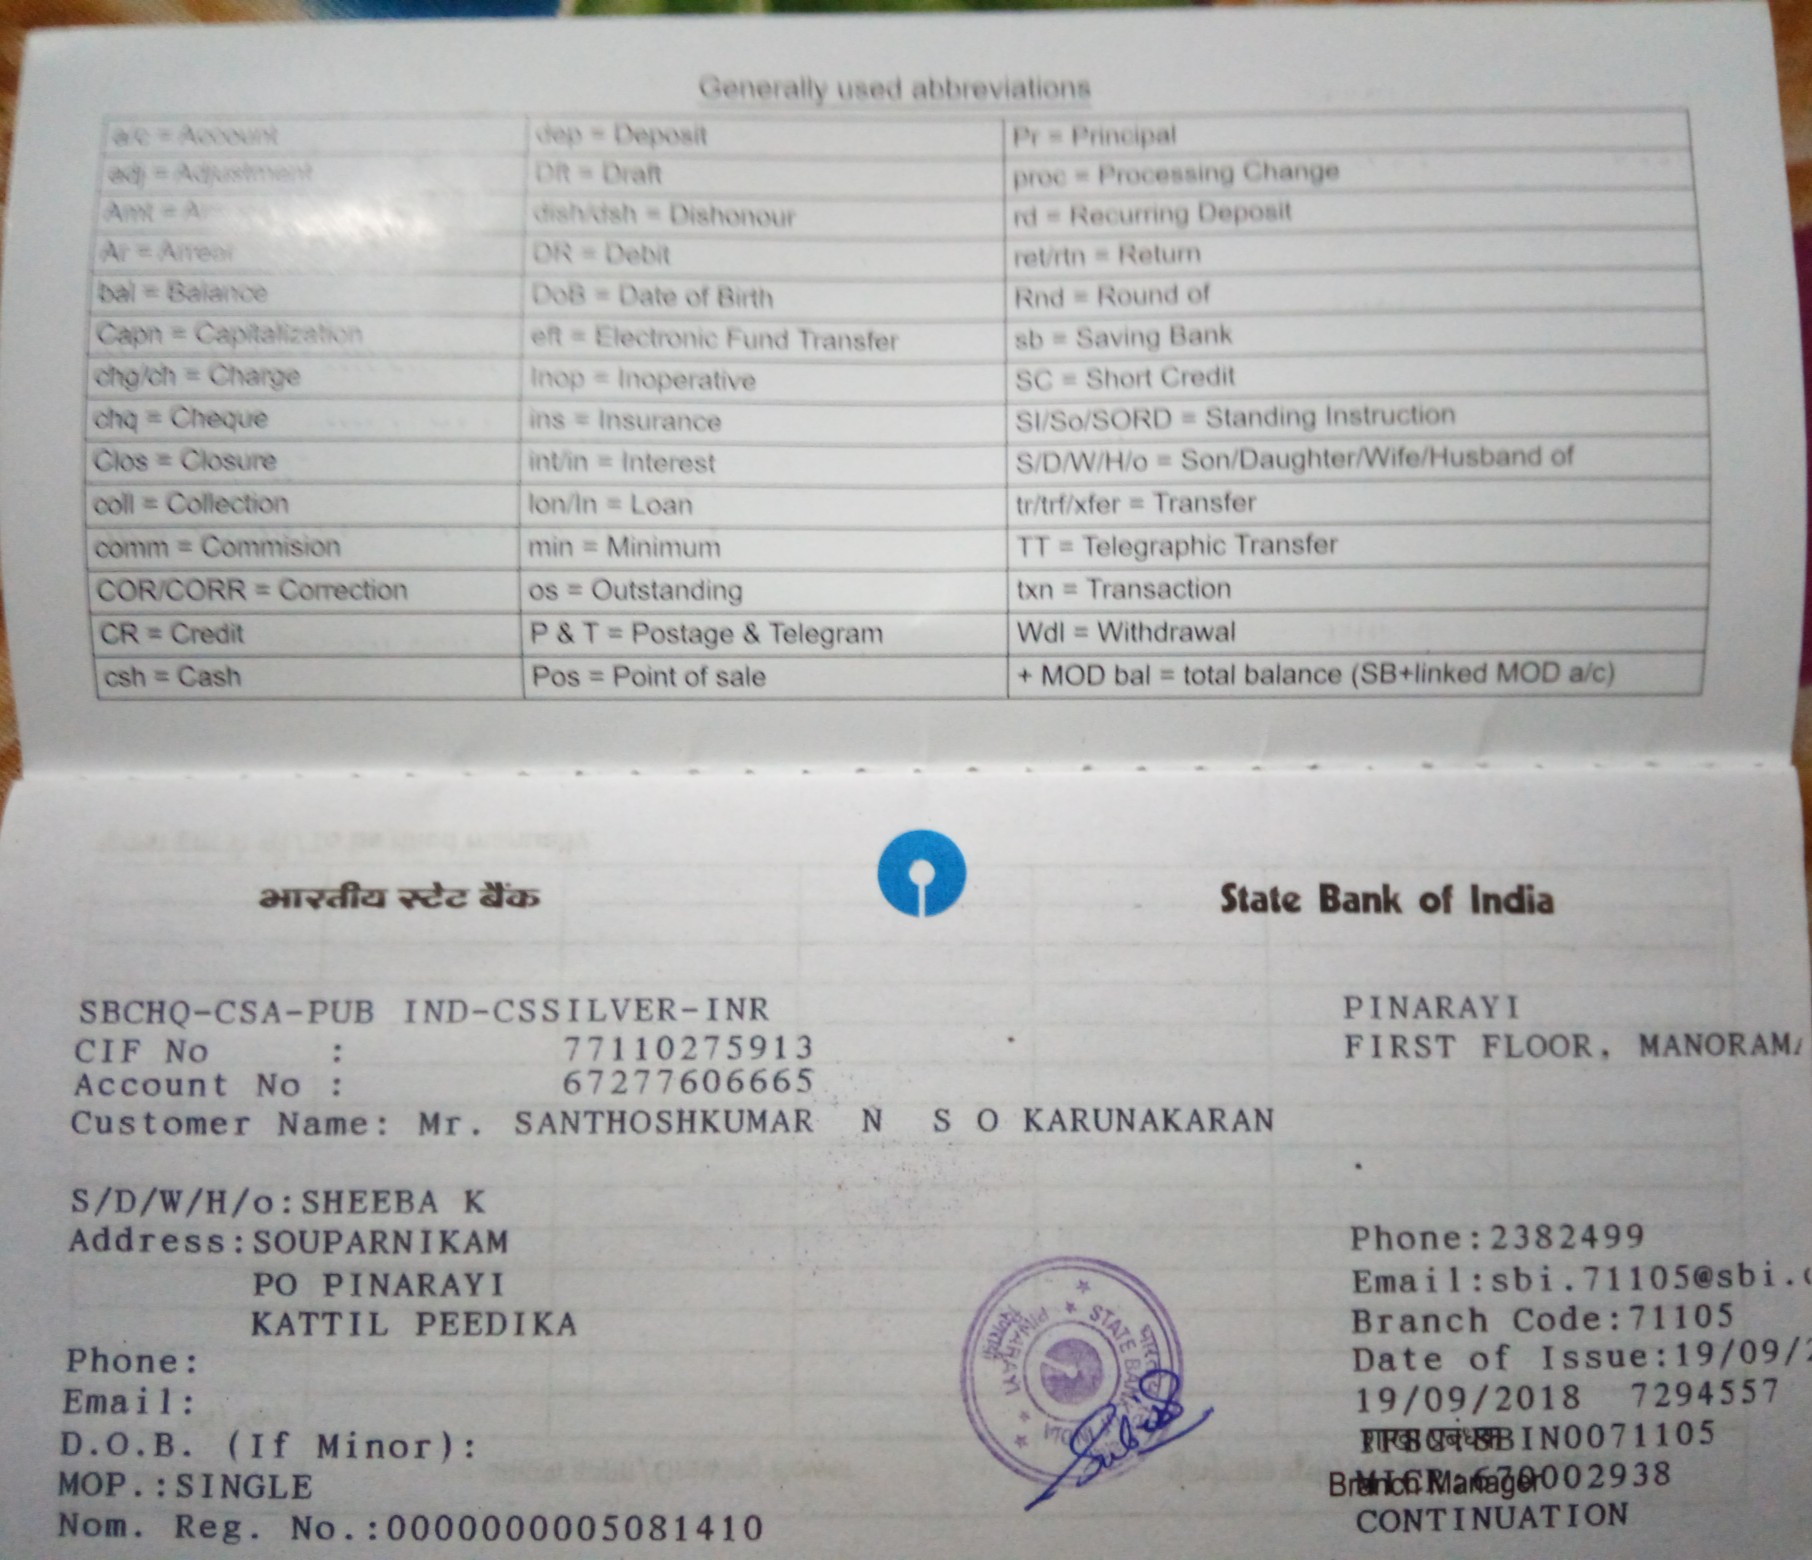 Generally used abbreviations
a/c = Account
dep = Deposit
Pr = Principal
adj = Adjustment
Dft = Draft
proc = Processing Change
Amt =
dish/dsh = Dishonour
rd = Recurring Deposit
Ar = Arrear
DR = Debit
ret/rtn = Return
bal = Balance
DoB = Date of Birth
Rnd = Round of
Capn = Capitalization
eft = Electronic Fund Transfer
sb = Saving Bank
chg/ch = Charge
Inop = Inoperative
SC = Short Credit
chq = Cheque
ins = Insurance
SI/So/SORD = Standing Instruction
Clos = Closure
int/in = Interest
S/D/W/H/o = Son/Daughter/Wife/Husband of
coll = Collection
lon/ln = Loan
tr/trf/xfer = Transfer
comm = Commision
min = Minimum
TT = Telegraphic Transfer
COR/CORR = Correction
os = Outstanding
txn = Transaction
CR = Credit
P & T = Postage & Telegram
Wdl = Withdrawal
csh = Cash
Pos = Point of sale
+ MOD bal = total balance (SB+linked MOD a/c)
भारतीय स्टेट बैंक
State Bank of India
SBCHQ-CSA-PUB IND-CSSILVER-INR
PINARAYI
CIF No : 77110275913
FIRST FLOOR, MANORAMA
Account No : 67277606665
Customer Name: Mr. SANTHOSHKUMAR N S O KARUNAKARAN
S/D/W/H/o:SHEEBA K
Address:SOUPARNIKAM
Phone:2382499
PO PINARAYI
Email:sbi.71105@sbi.
KATTIL PEEDIKA
Branch Code:71105
Phone:
Date of Issue:19/09/
Email:
19/09/2018 7294557
D.O.B. (If Minor):
शाखा प्रबंधक
IFSC:SBIN0071105
MOP.:SINGLE
MICR:670002938
Branch Manager
Nom. Reg. No.:0000000005081410
CONTINUATION
STATE BANK OF INDIA
PINARAYI